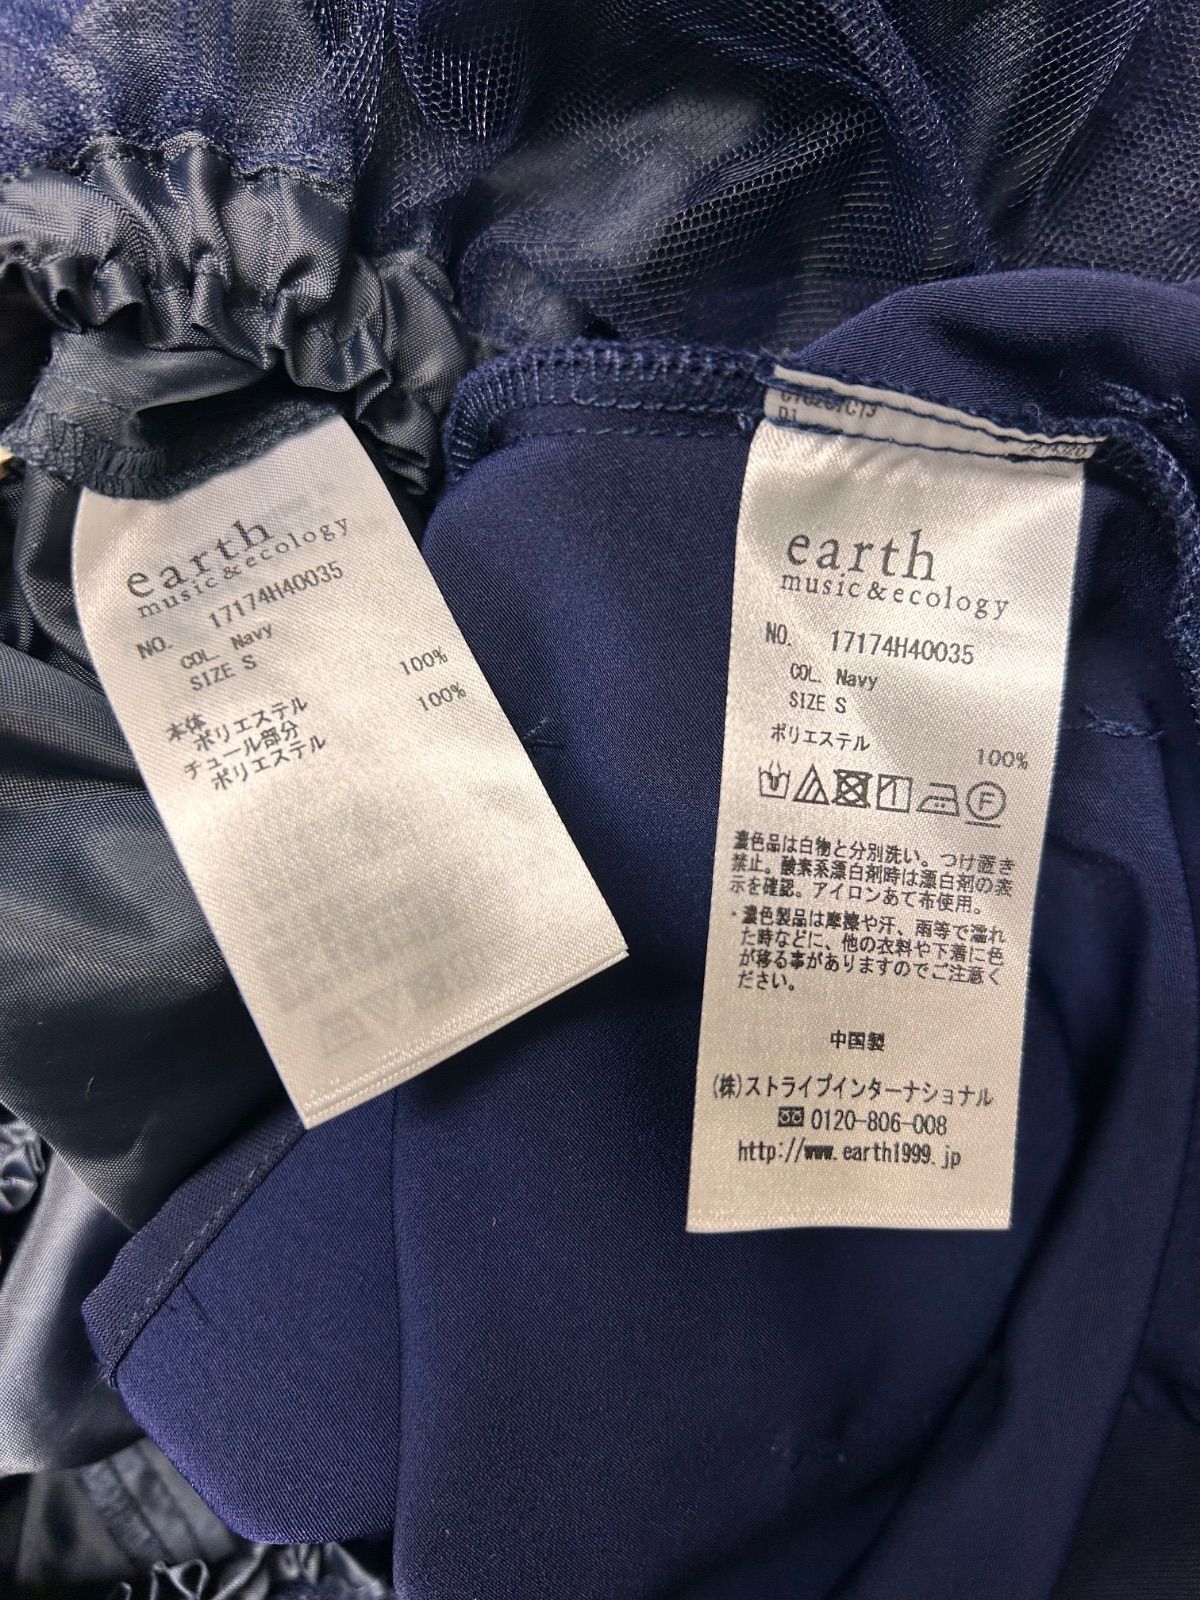 earth
music&ecology
NO. 17174H40035
COL. Navy
SIZE S
本体
ポリエステル 100%
チュール部分
ポリエステル 100%
D1
earth
music&ecology
NO. 17174H40035
COL. Navy
SIZE S
ポリエステル 100%
F
濃色品は白物と分別洗い。つけ置き
禁止。酸素系漂白剤時は漂白剤の表
示を確認。アイロンあて布使用。
・濃色製品は摩擦や汗、雨等で濡れ
た時などに、他の衣料や下着に色
が移る事がありますのでご注意く
ださい。
中国製
(株)ストライプインターナショナル
0120-806-008
http://www.earth1999.jp